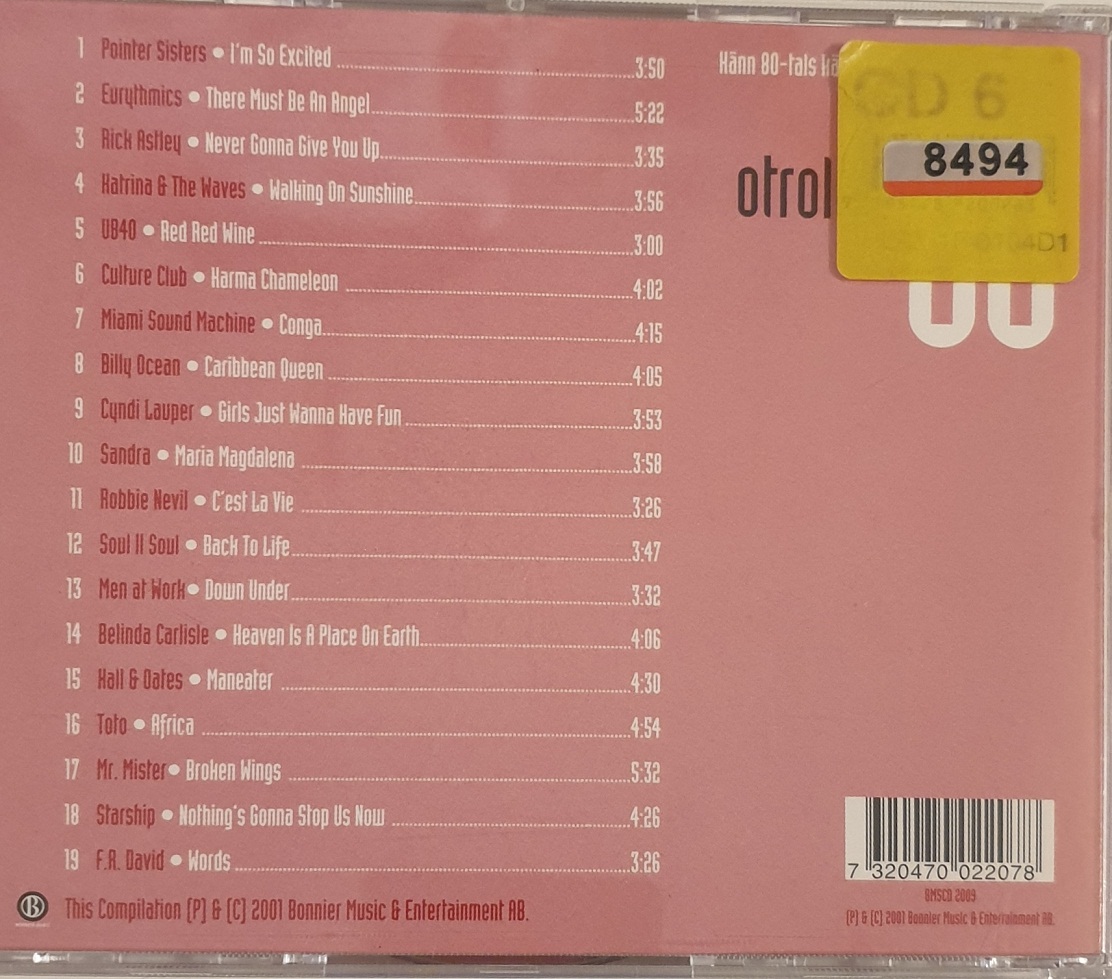 1 Pointer Sisters • I'm So Excited 3:50
2 Eurythmics • There Must Be An Angel 5:22
3 Rick Astley • Never Gonna Give You Up 3:35
4 Katrina & The Waves • Walking On Sunshine 3:56
5 UB40 • Red Red Wine 3:00
6 Culture Club • Karma Chameleon 4:02
7 Miami Sound Machine • Conga 4:15
8 Billy Ocean • Caribbean Queen 4:05
9 Cyndi Lauper • Girls Just Wanna Have Fun 3:53
10 Sandra • Maria Magdalena 3:58
11 Robbie Nevil • C'est La Vie 3:26
12 Soul II Soul • Back To Life 3:47
13 Men at Work • Down Under 3:32
14 Belinda Carlisle • Heaven Is A Place On Earth 4:06
15 Hall & Oates • Maneater 4:30
16 Toto • Africa 4:54
17 Mr. Mister • Broken Wings 5:32
18 Starship • Nothing's Gonna Stop Us Now 4:26
19 F.R. David • Words 3:26
B This Compilation (P) & (C) 2001 Bonnier Music & Entertainment AB.
Känn 80-tals
CD 6
8494
otrol
7 320470 022078
BMSCD 2009
(P) & (C) 2001 Bonnier Music & Entertainment AB.